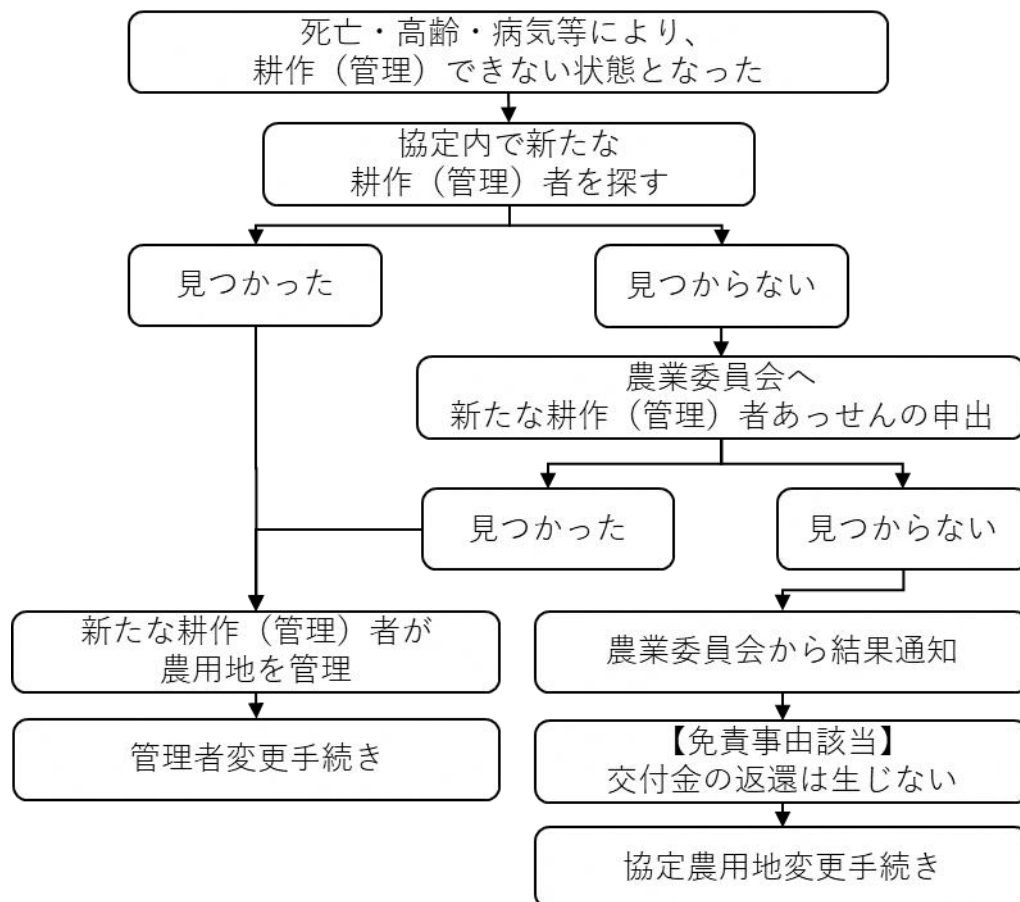 死亡・高齢・病気等により、
耕作（管理）できない状態となった
協定内で新たな
耕作（管理）者を探す
見つかった
見つからない
農業委員会へ
新たな耕作（管理）者あっせんの申出
見つかった
見つからない
新たな耕作（管理）者が
農用地を管理
農業委員会から結果通知
管理者変更手続き
【免責事由該当】
交付金の返還は生じない
協定農用地変更手続き